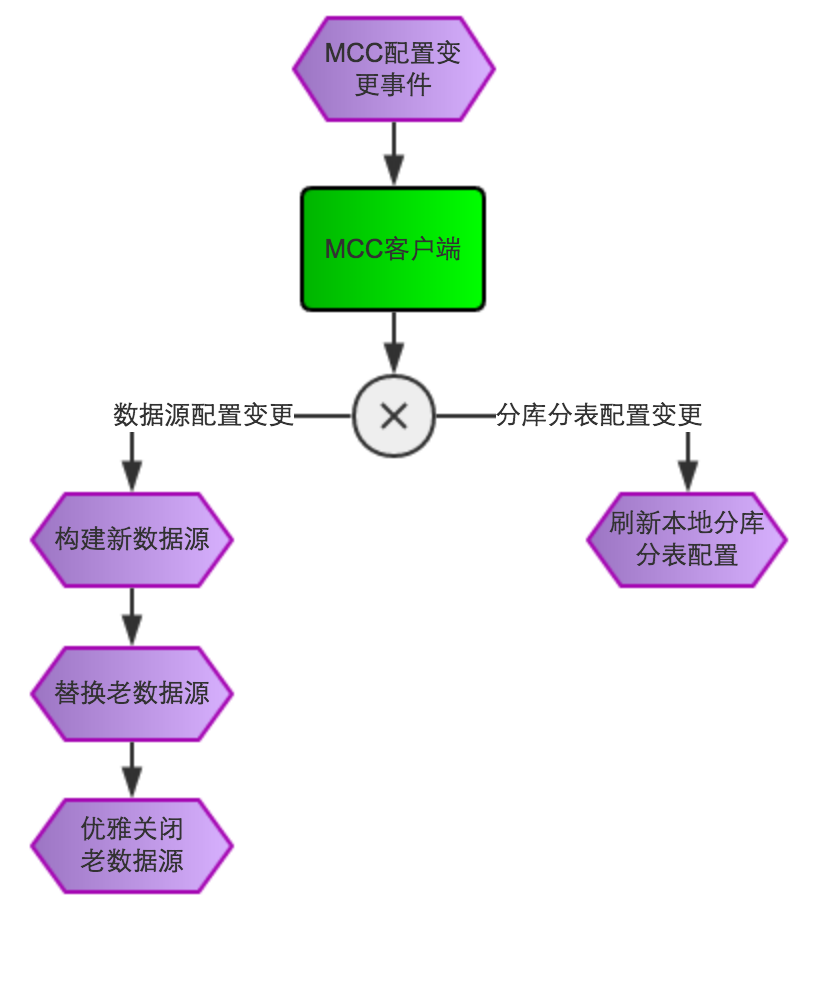 MCC配置变
更事件
MCC客户端
数据源配置变更
分库分表配置变更
构建新数据源
刷新本地分库
分表配置
替换老数据源
优雅关闭
老数据源